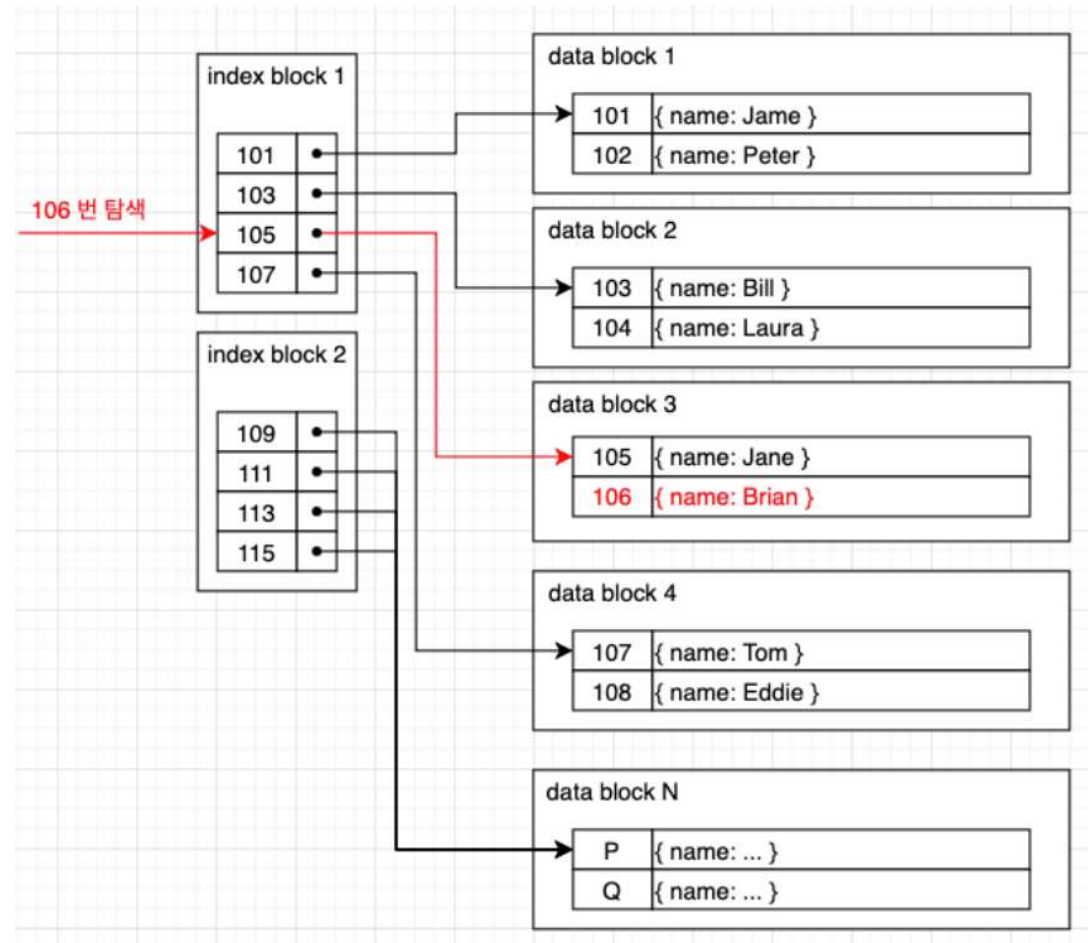 index block 1
101
103
105
107
106 번 탐색
index block 2
109
111
113
115
data block 1
101 { name: Jame }
102 { name: Peter }
data block 2
103 { name: Bill }
104 { name: Laura }
data block 3
105 { name: Jane }
106 { name: Brian }
data block 4
107 { name: Tom }
108 { name: Eddie }
data block N
P { name: ... }
Q { name: ... }